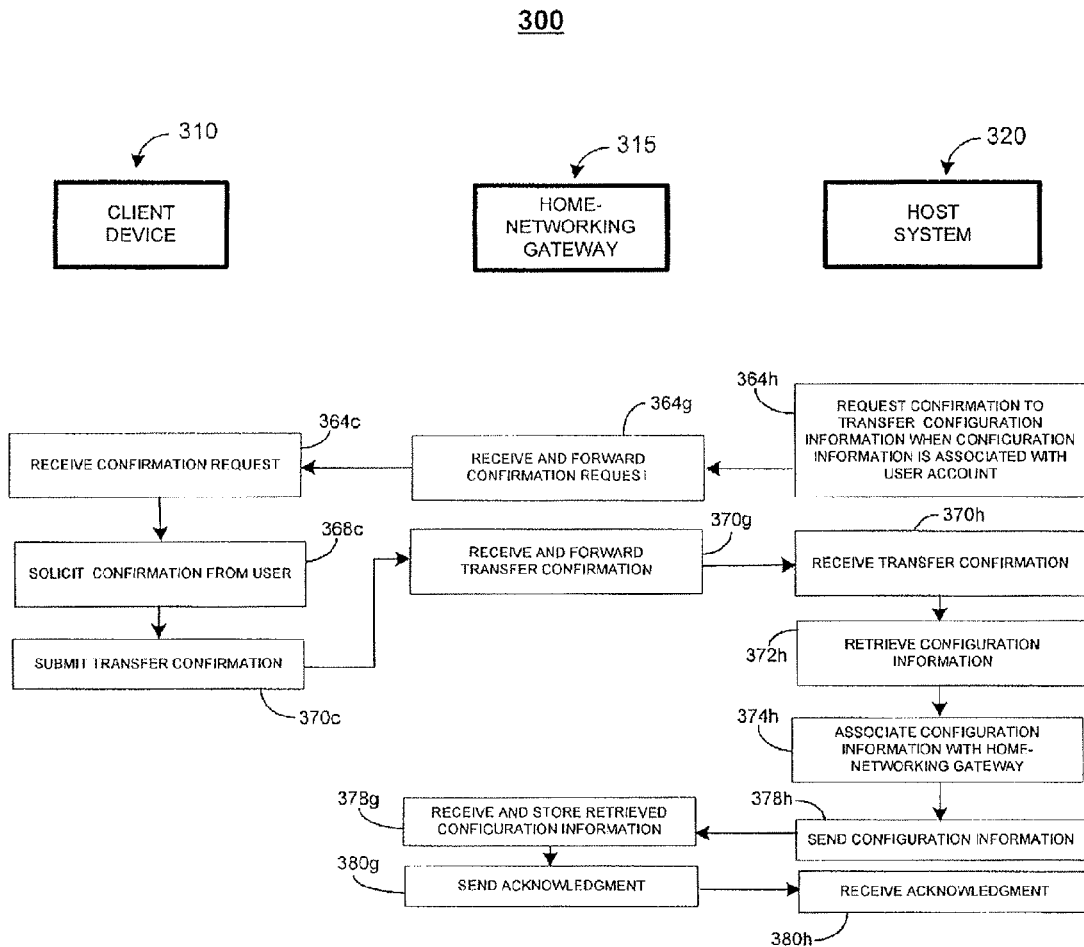 300
310
315
320
CLIENT
DEVICE
HOME-
NETWORKING
GATEWAY
HOST
SYSTEM
364h
REQUEST CONFIRMATION TO
TRANSFER CONFIGURATION
INFORMATION WHEN CONFIGURATION
INFORMATION IS ASSOCIATED WITH
USER ACCOUNT
364g
RECEIVE AND FORWARD
CONFIRMATION REQUEST
364c
RECEIVE CONFIRMATION REQUEST
368c
SOLICIT CONFIRMATION FROM USER
SUBMIT TRANSFER CONFIRMATION
370c
370g
RECEIVE AND FORWARD
TRANSFER CONFIRMATION
370h
RECEIVE TRANSFER CONFIRMATION
372h
RETRIEVE CONFIGURATION
INFORMATION
374h
ASSOCIATE CONFIGURATION
INFORMATION WITH HOME-
NETWORKING GATEWAY
378h
SEND CONFIGURATION INFORMATION
378g
RECEIVE AND STORE RETRIEVED
CONFIGURATION INFORMATION
380g
SEND ACKNOWLEDGMENT
RECEIVE ACKNOWLEDGMENT
380h